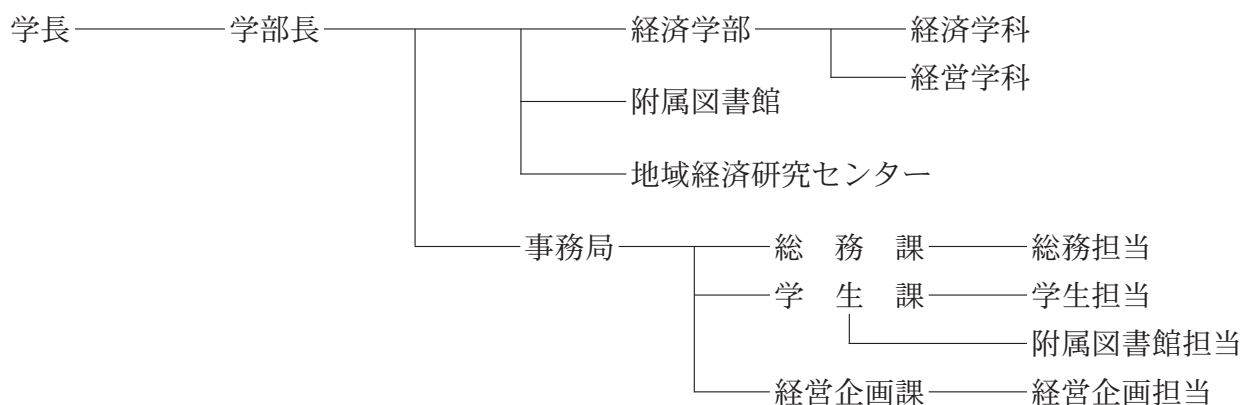 学長 学部長 経済学部 経済学科
経営学科
附属図書館
地域経済研究センター
事務局 総務課 総務担当
学生課 学生担当
附属図書館担当
経営企画課 経営企画担当